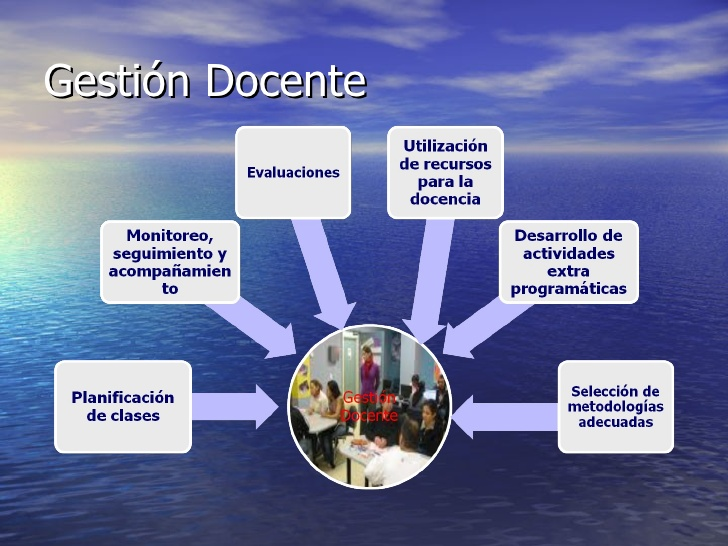 Gestión Docente
Evaluaciones
Utilización
de recursos
para la
docencia
Monitoreo,
seguimiento y
acompañamien
to
Desarrollo de
actividades
extra
programáticas
Planificación
de clases
Gestión
Docente
Selección de
metodologías
adecuadas